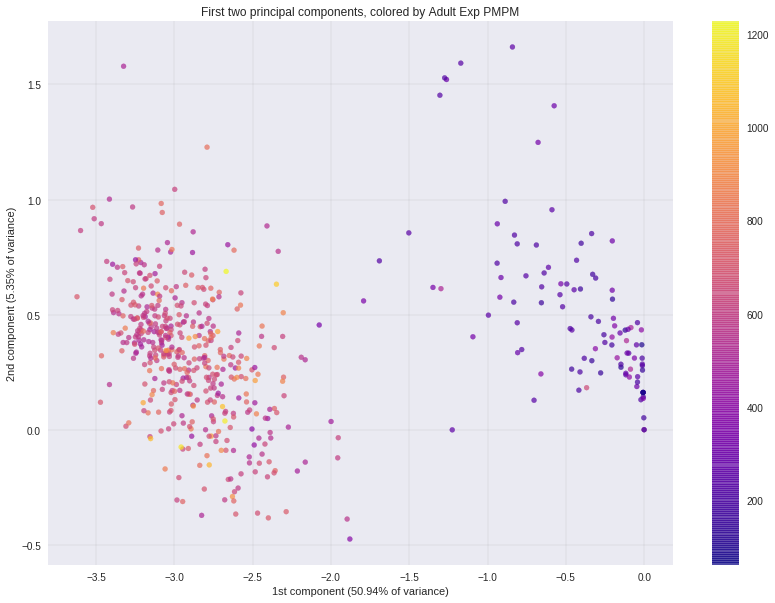 First two principal components, colored by Adult Exp PMPM
1200
1000
800
600
400
200
2nd component (5.35% of variance)
1.5
1.0
0.5
0.0
−0.5
−3.5 −3.0 −2.5 −2.0 −1.5 −1.0 −0.5 0.0
1st component (50.94% of variance)